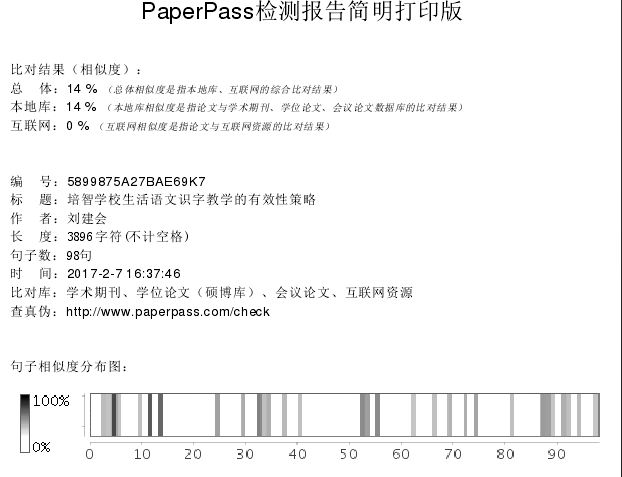 PaperPass检测报告简明打印版
比对结果（相似度）：
总 体：14 % （总体相似度是指本地库、互联网的综合比对结果）
本地库：14 % （本地库相似度是指论文与学术期刊、学位论文、会议论文数据库的比对结果）
互联网：0 % （互联网相似度是指论文与互联网资源的比对结果）
编 号：5899875A27BAE69K7
标 题：培智学校生活语文识字教学的有效性策略
作 者：刘建会
长 度：3896字符(不计空格)
句子数：98句
时 间：2017-2-7 16:37:46
比对库：学术期刊、学位论文（硕博库）、会议论文、互联网资源
查真伪：http://www.paperpass.com/check
句子相似度分布图：
100%
0%
0 10 20 30 40 50 60 70 80 90